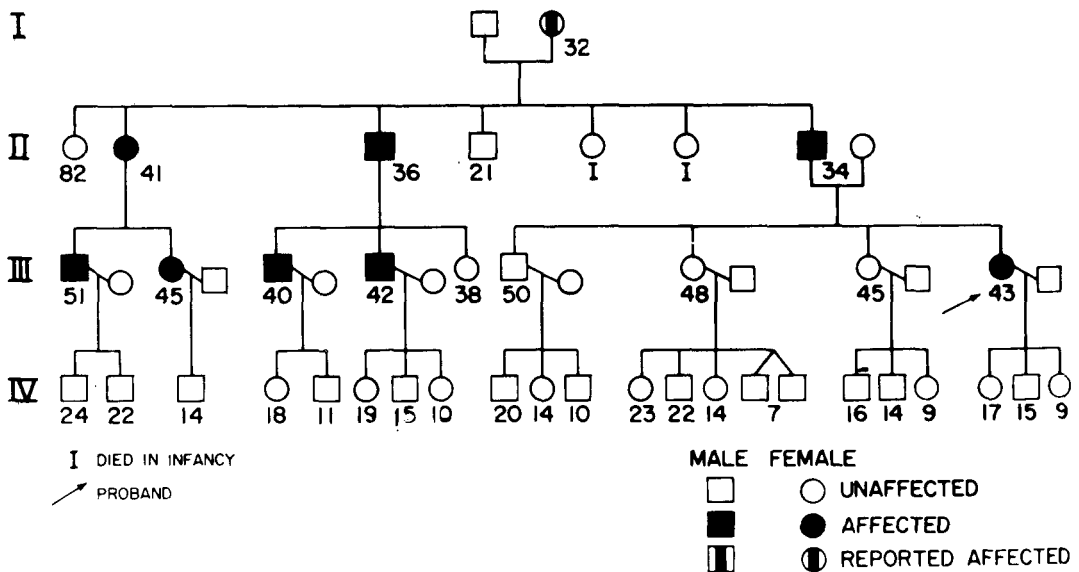 I
32
II
82 41 36 21 I I 34
III
51 45 40 42 38 50 48 45 43
IV
24 22 14 18 11 19 15 10 20 14 10 23 22 14 7 16 14 9 17 15 9
I DIED IN INFANCY
PROBAND
MALE FEMALE
UNAFFECTED
AFFECTED
REPORTED AFFECTED